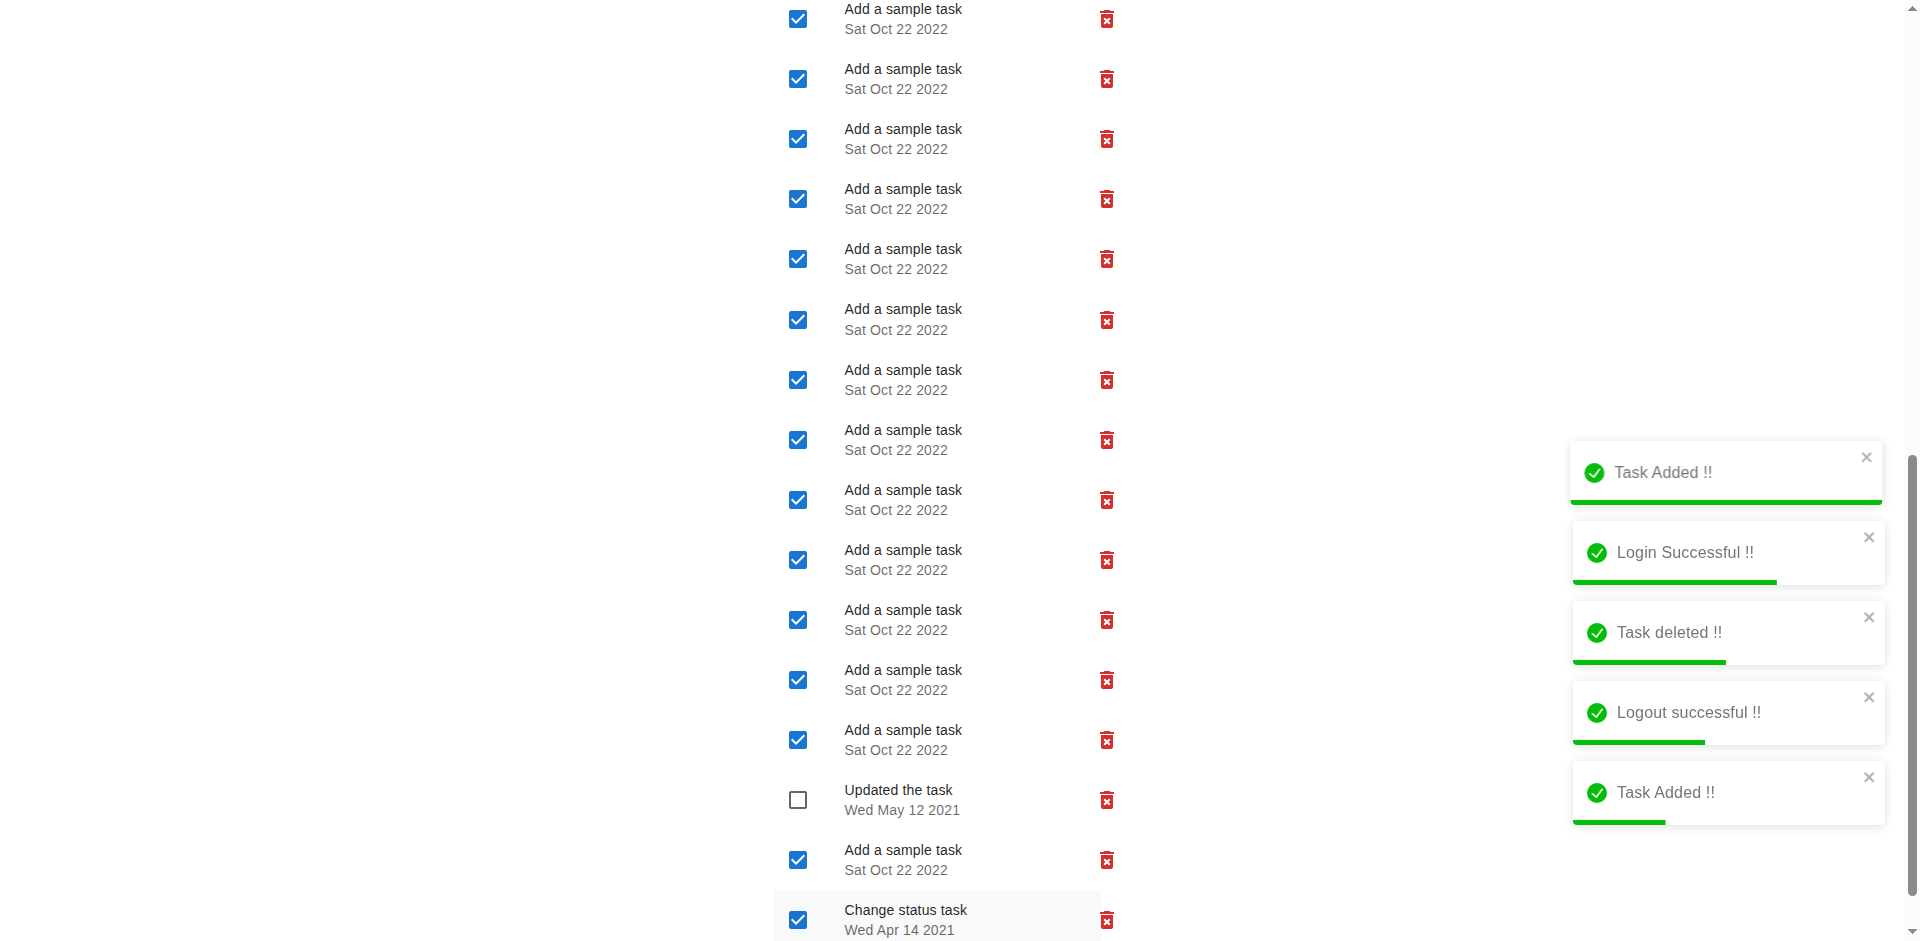 Add a sample task
Sat Oct 22 2022
Add a sample task
Sat Oct 22 2022
Add a sample task
Sat Oct 22 2022
Add a sample task
Sat Oct 22 2022
Add a sample task
Sat Oct 22 2022
Add a sample task
Sat Oct 22 2022
Add a sample task
Sat Oct 22 2022
Add a sample task
Sat Oct 22 2022
Add a sample task
Sat Oct 22 2022
Add a sample task
Sat Oct 22 2022
Add a sample task
Sat Oct 22 2022
Add a sample task
Sat Oct 22 2022
Add a sample task
Sat Oct 22 2022
Updated the task
Wed May 12 2021
Add a sample task
Sat Oct 22 2022
Change status task
Wed Apr 14 2021
Task Added !!
Login Successful !!
Task deleted !!
Logout successful !!
Task Added !!